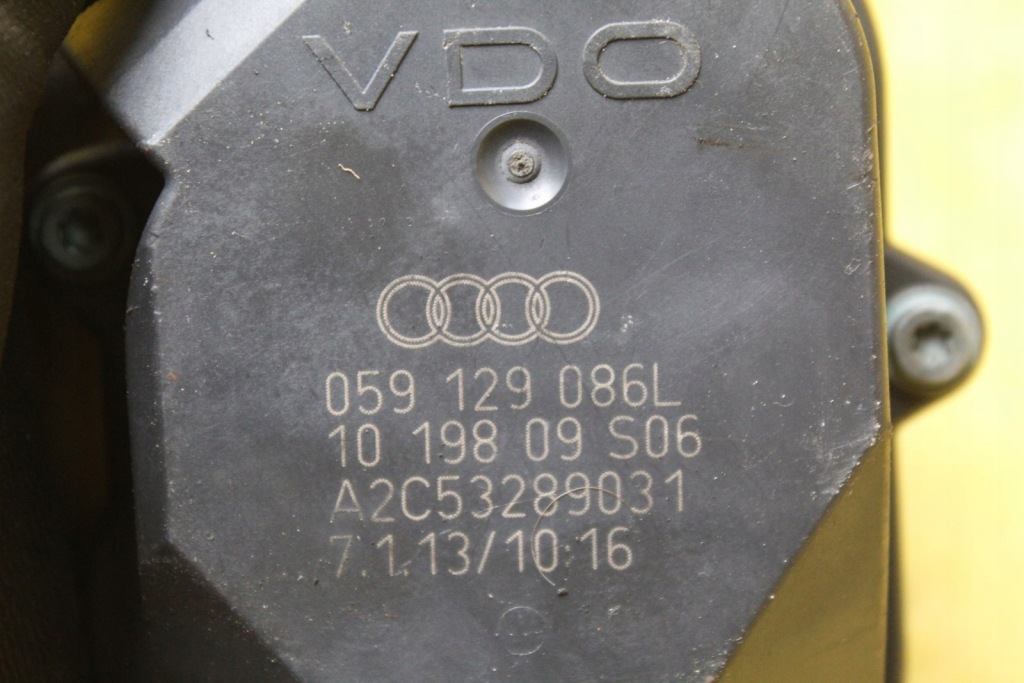 VDO
059 129 086L
10 198 09 S06
A2C53289031
7.1.13/10:16